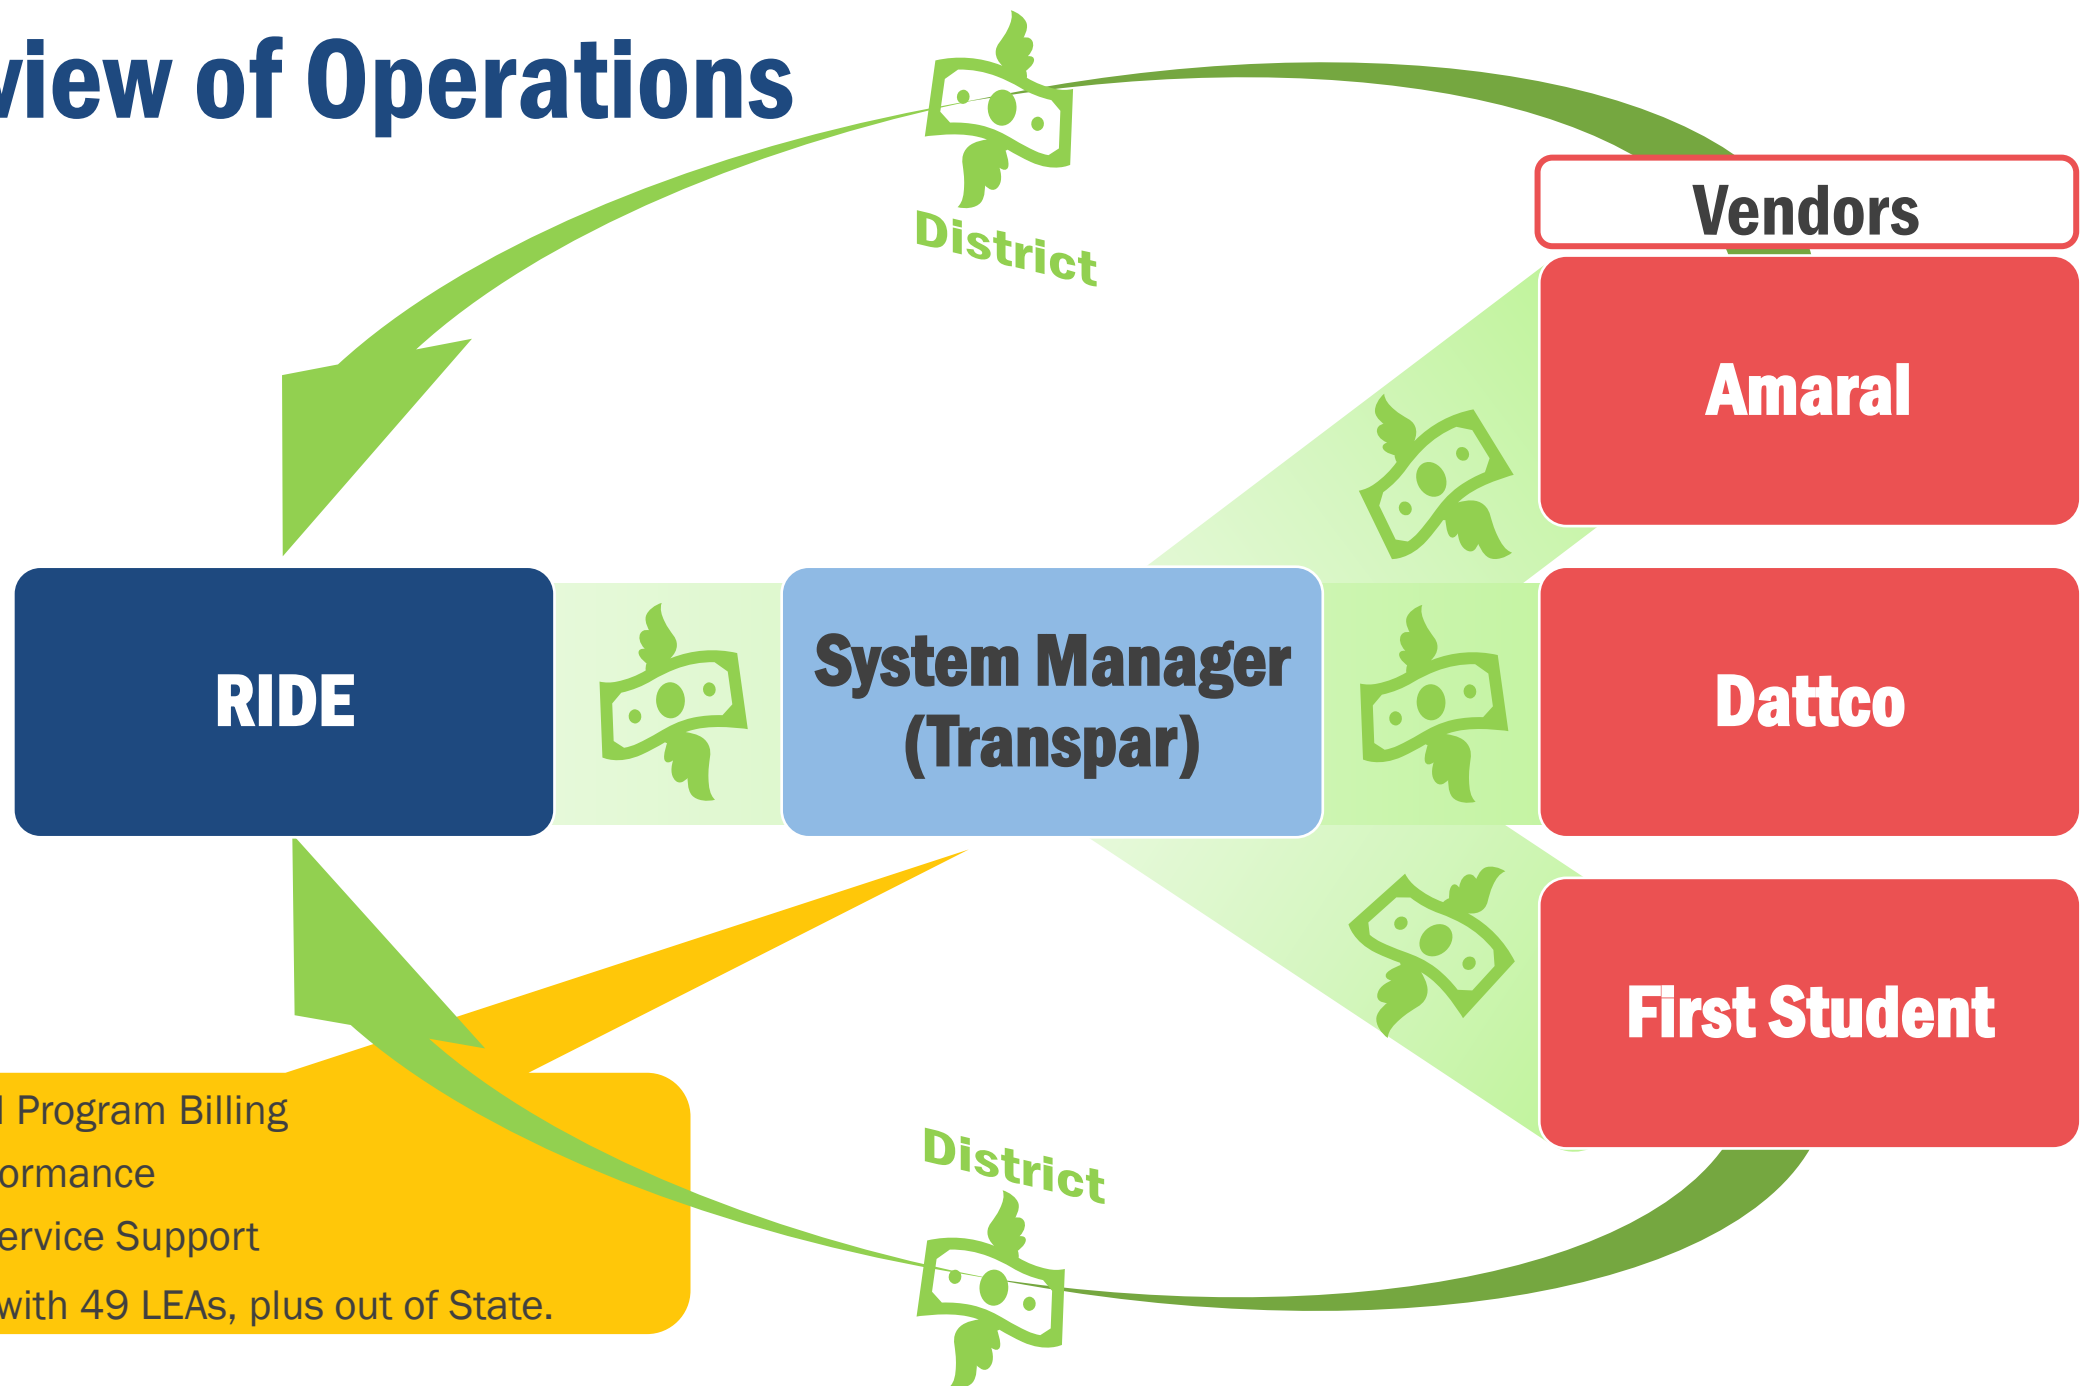 view of Operations
District
Vendors
Amaral
RIDE
System Manager
(Transpar)
Dattco
First Student
Program Billing
ormance
ervice Support
with 49 LEAs, plus out of State.
District